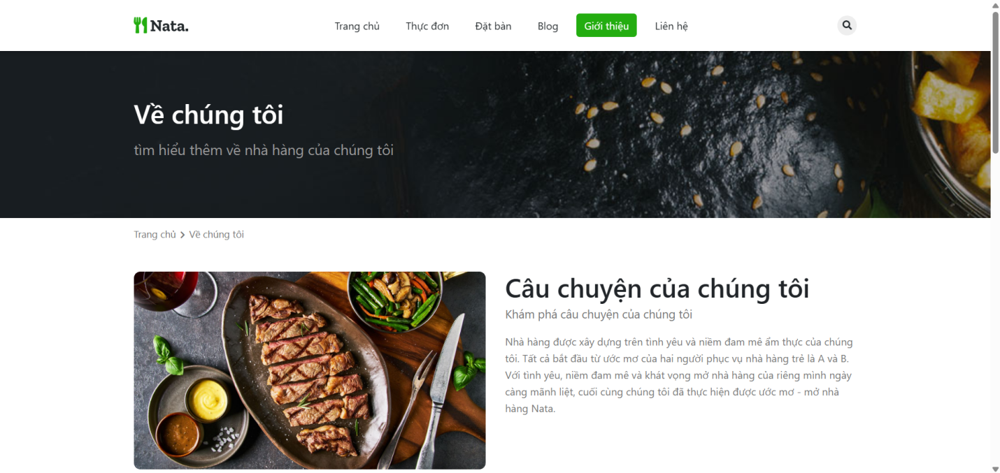 Nata.
Trang chủ
Thực đơn
Đặt bàn
Blog
Giới thiệu
Liên hệ
Về chúng tôi
tìm hiểu thêm về nhà hàng của chúng tôi
Trang chủ
Về chúng tôi
Câu chuyện của chúng tôi
Khám phá câu chuyện của chúng tôi
Nhà hàng được xây dựng trên tình yêu và niềm đam mê ẩm thực của chúng
tôi. Tất cả bắt đầu từ ước mơ của hai người phục vụ nhà hàng trẻ là A và B.
Với tình yêu, niềm đam mê và khát vọng mở nhà hàng của riêng mình ngày
càng mãnh liệt, cuối cùng chúng tôi đã thực hiện được ước mơ - mở nhà
hàng Nata.